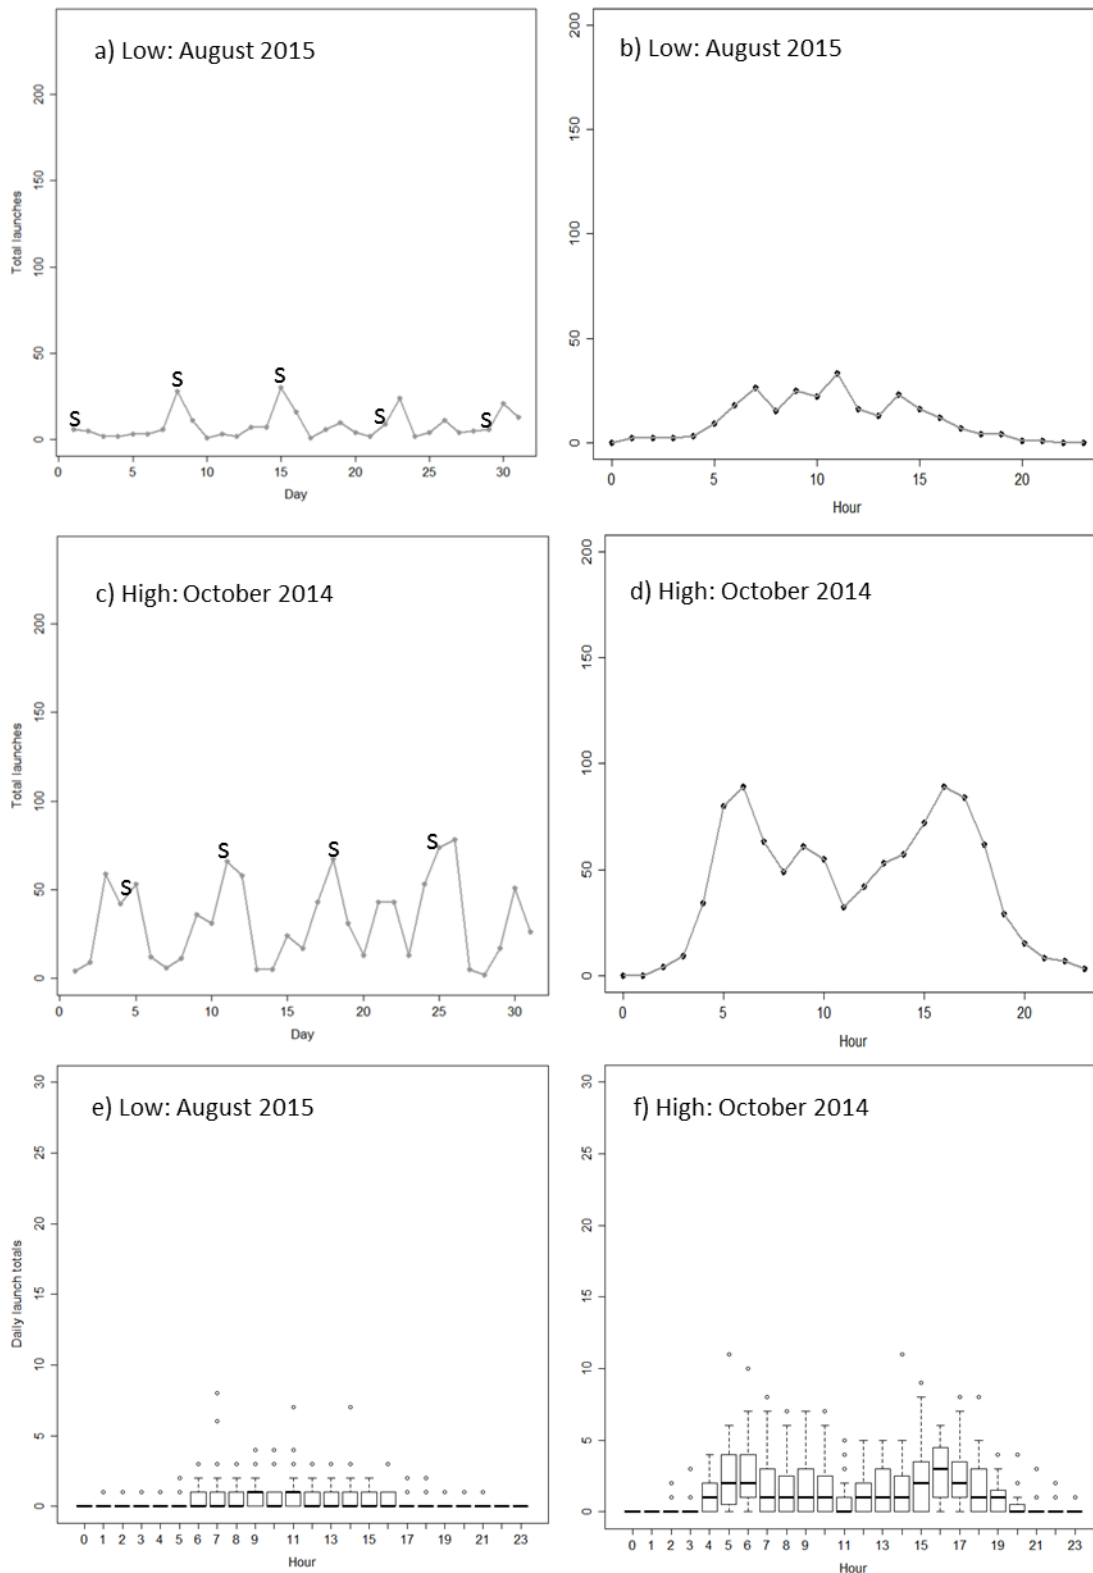 a) Low: August 2015
200
150
100
50
0
Total launches
S S S S S
0 5 10 15 20 25 30
Day
b) Low: August 2015
200
150
100
50
0
0 5 10 15 20
Hour
c) High: October 2014
200
150
100
50
0
Total launches
S S S S
0 5 10 15 20 25 30
Day
d) High: October 2014
200
150
100
50
0
0 5 10 15 20
Hour
e) Low: August 2015
30
25
20
15
10
5
0
Daily launch totals
0 1 2 3 4 5 6 7 8 9 11 13 15 17 19 21 23
Hour
f) High: October 2014
30
25
20
15
10
5
0
0 1 2 3 4 5 6 7 8 9 11 13 15 17 19 21 23
Hour